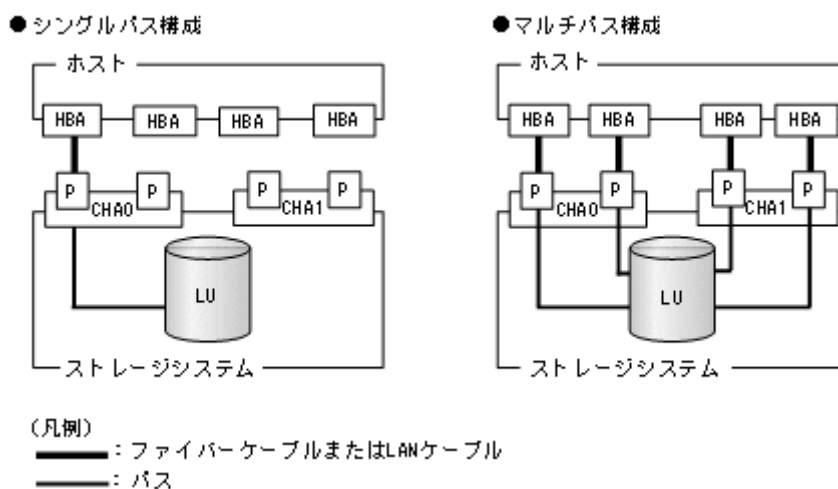 ●シングルパス構成
ホスト
HBA HBA HBA HBA
P P P P
CHA0 CHA1
LU
ストレージシステム
●マルチパス構成
ホスト
HBA HBA HBA HBA
P P P P
CHA0 CHA1
LU
ストレージシステム
(凡例)
:ファイバーケーブルまたはLANケーブル
:パス